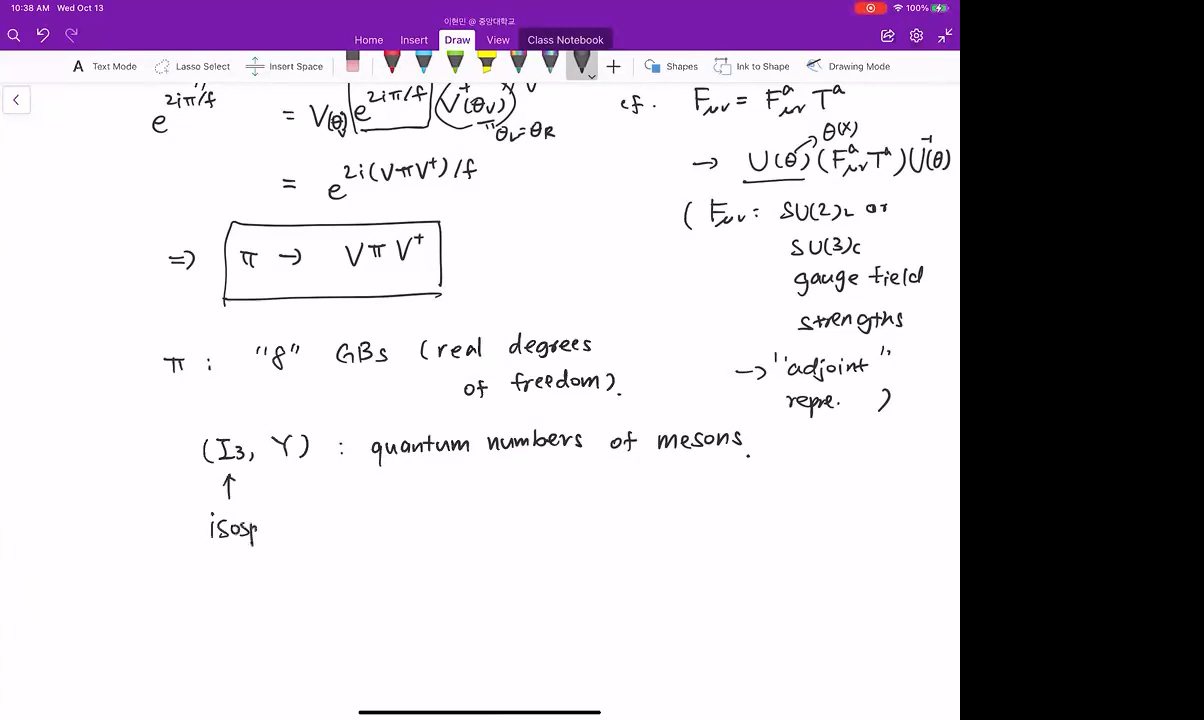 10:38 AM Wed Oct 13
100%
이현민 @ 중앙대학교
Home Insert Draw View Class Notebook
Text Mode Lasso Select Insert Space Shapes Ink to Shape Drawing Mode
e^{2iπ/f} = V(θ_V) e^{2iπ/f} V^†(θ_V)
θ_L=θ_R
= e^{2i(VπV^†)/f}
=> π → V π V^†
π : "8" GBs (real degrees
of freedom).
(I3, Y) : quantum numbers of mesons.
↑
isosp
cf. F_{μν} = F^a_{μν} T^a
θ(x)
→ U(θ)(F^a_{μν}T^a)U^{-1}(θ)
( F_{μν} : SU(2)_L or
SU(3)_C
gauge field
strengths
→ "adjoint"
repre. )